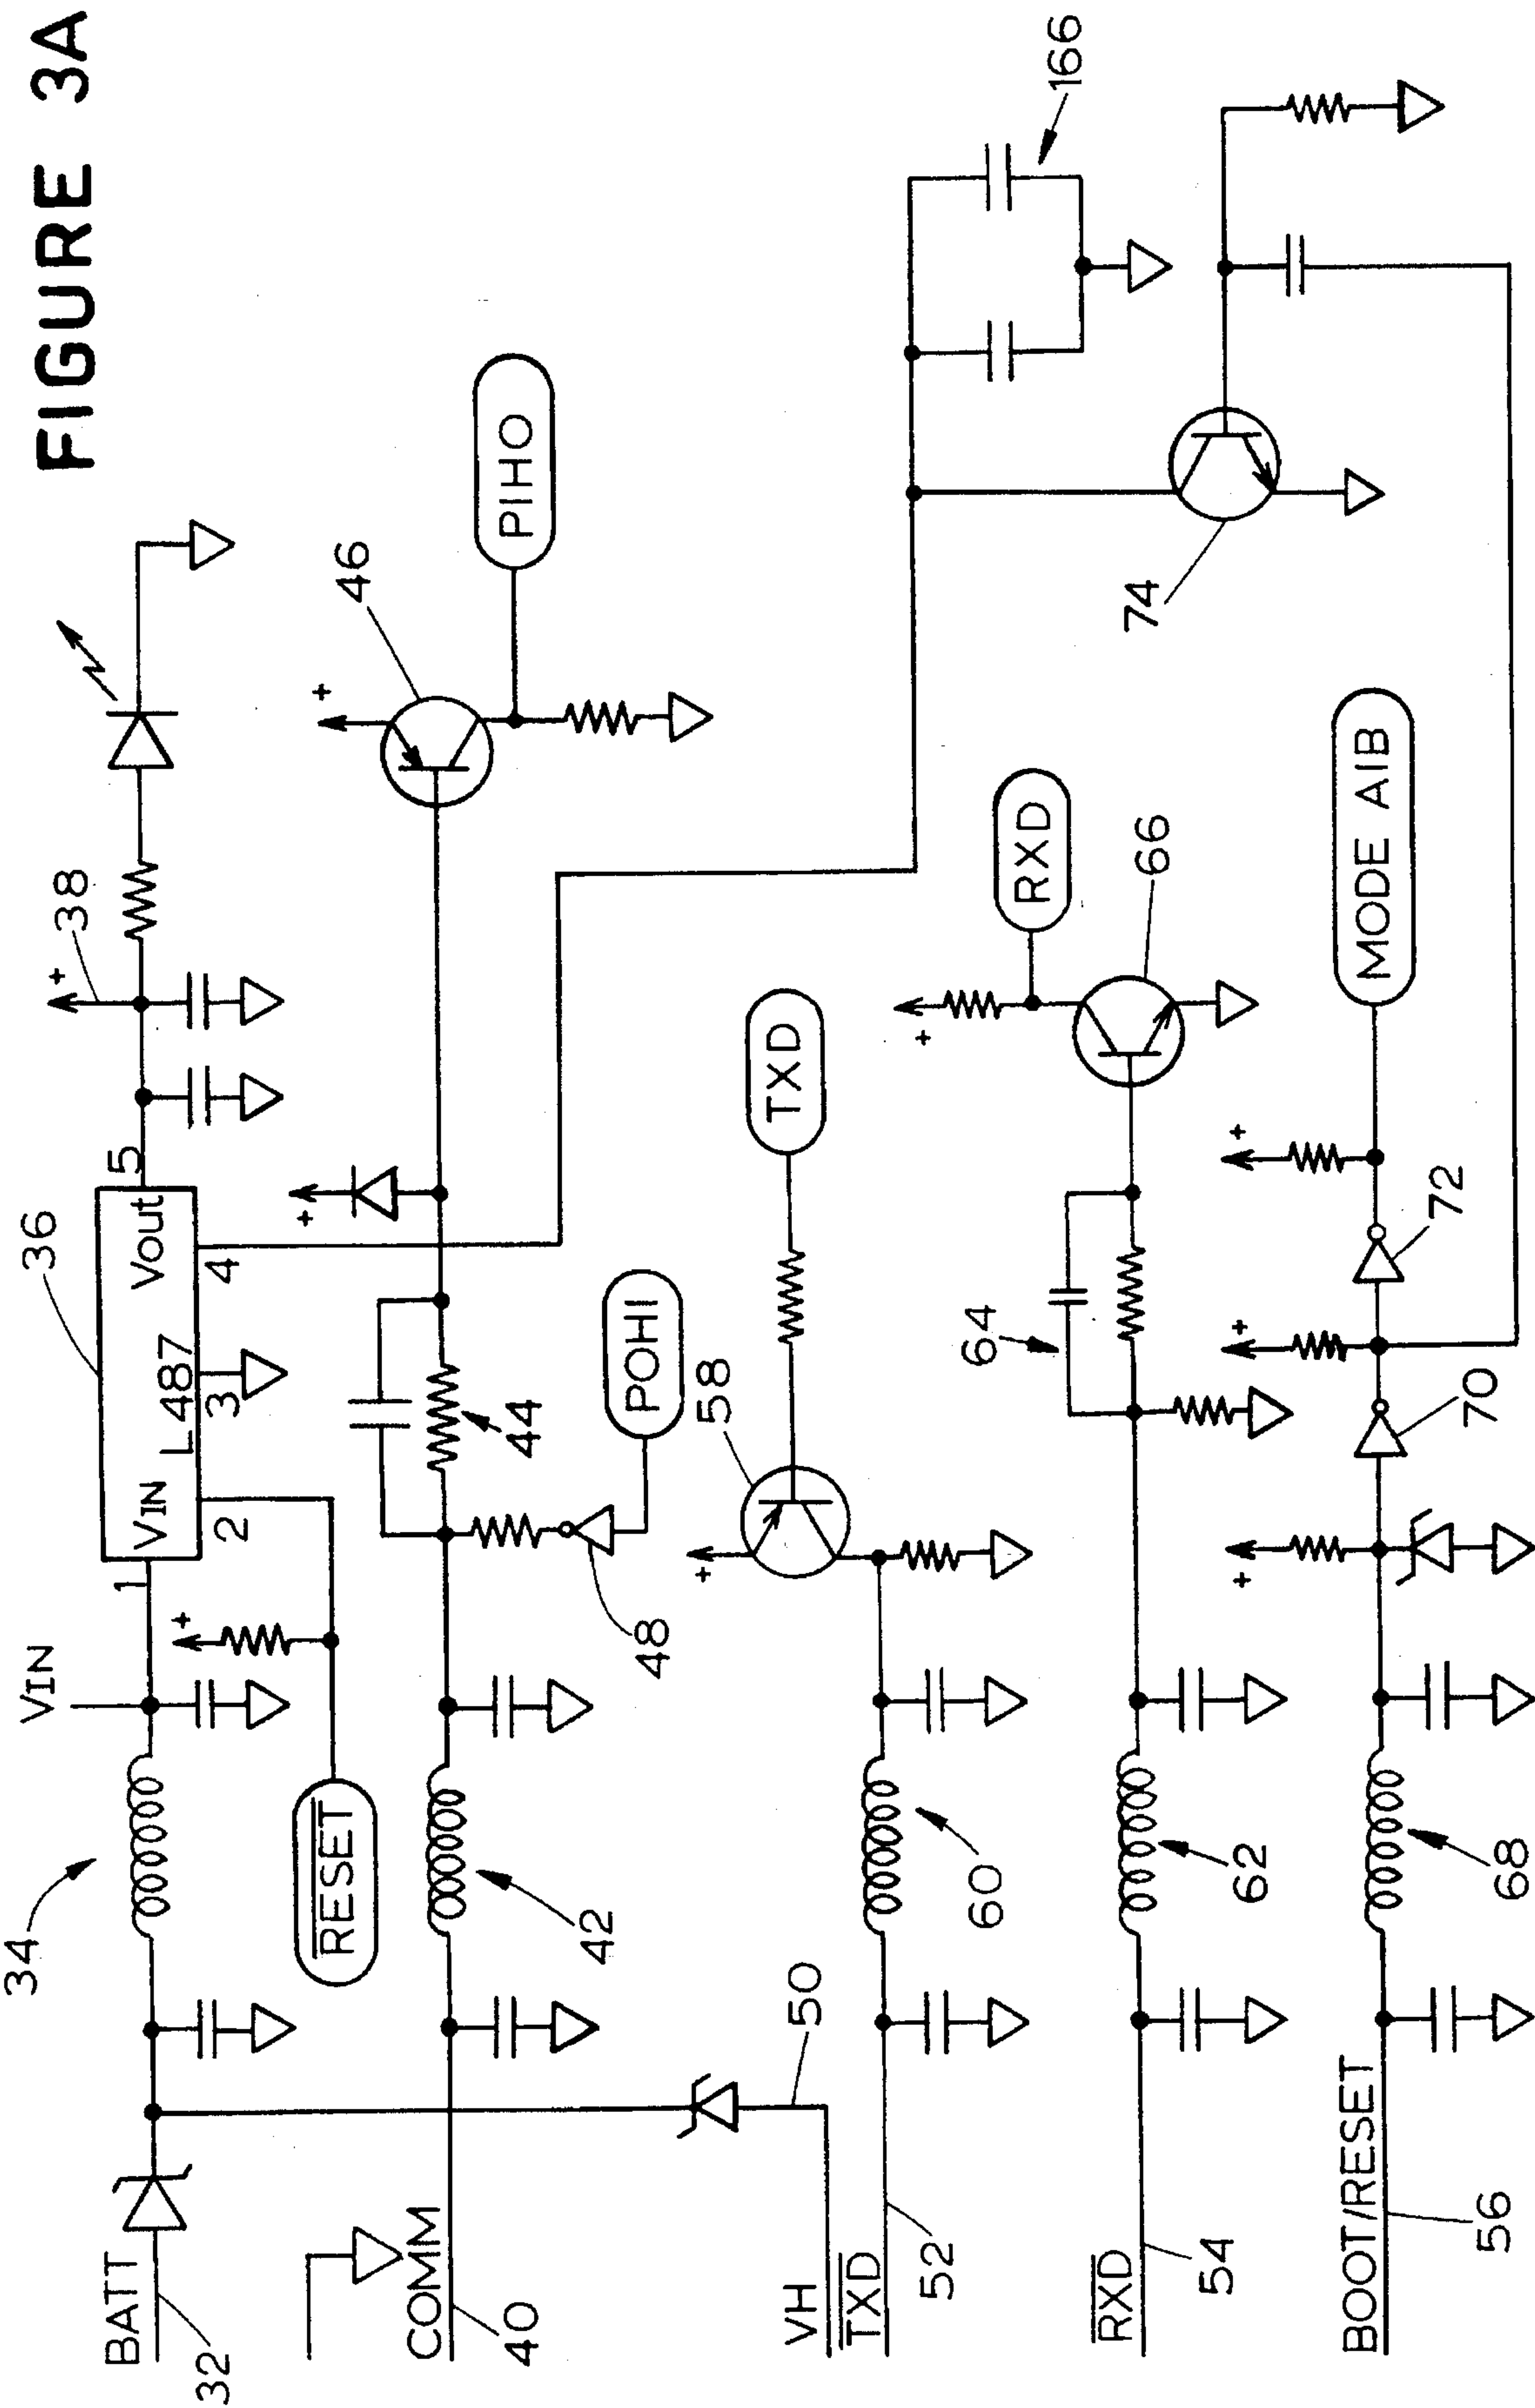 FIGURE 3A
34
VIN
36
38
BATT
32
1
VIN
L487
Vout
5
2
3
4
+
+
RESET
46
+
PIHO
+
COMM
40
42
44
48
POHI
VH
50
58
+
TXD
TXD
52
60
166
RXD
54
62
64
66
+
RXD
74
BOOT/RESET
56
68
+
70
+
72
+
MODE AIB